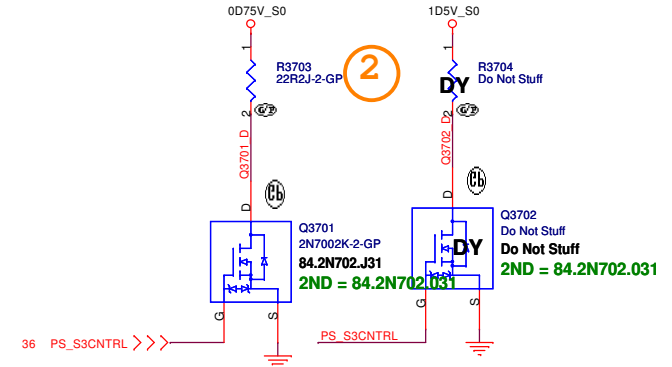 0D75V_S0
1
R3703
22R2J-2-GP
2
Q3701_D
D
Q3701
2N7002K-2-GP
84.2N702.J31
2ND = 84.2N702.031
G
S
36 PS_S3CNTRL
2
1D5V_S0
1
R3704
Do Not Stuff
DY
2
Q3702_D
D
Q3702
Do Not Stuff
DY
Do Not Stuff
2ND = 84.2N702.031
G
S
PS_S3CNTRL